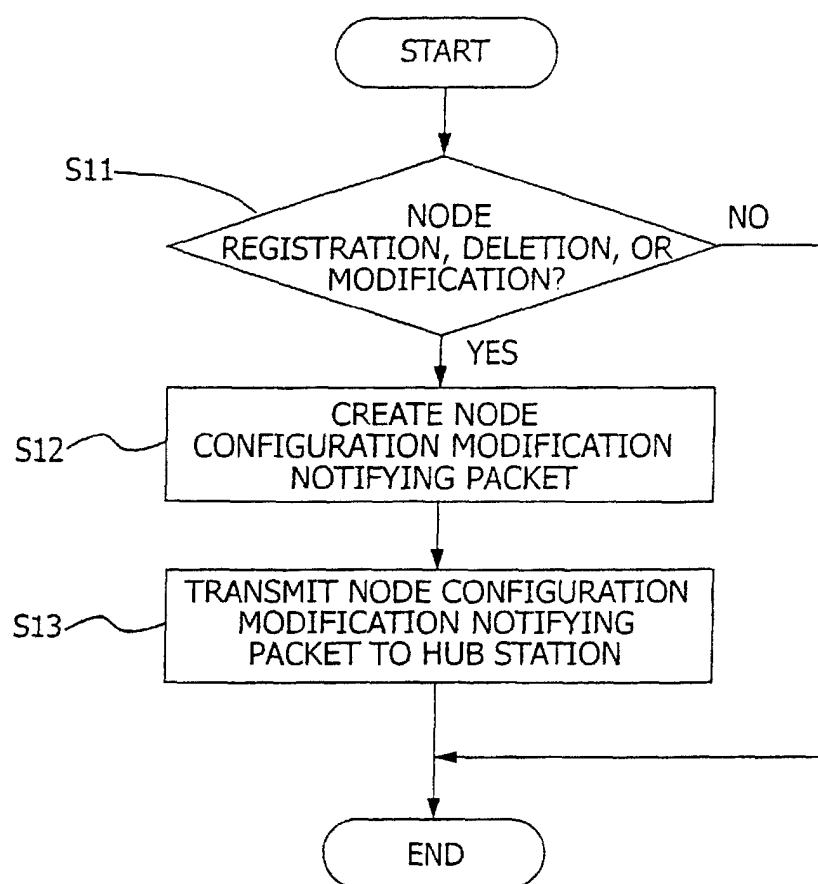 START
S11
NODE
REGISTRATION, DELETION, OR
MODIFICATION?
NO
YES
S12
CREATE NODE
CONFIGURATION MODIFICATION
NOTIFYING PACKET
S13
TRANSMIT NODE CONFIGURATION
MODIFICATION NOTIFYING
PACKET TO HUB STATION
END